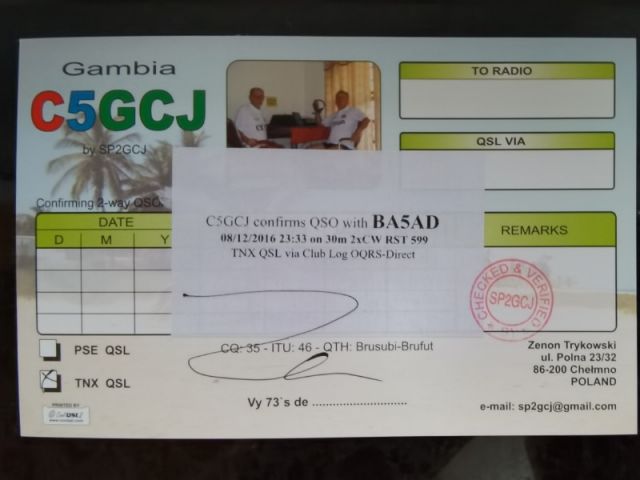 Gambia
C5GCJ
by SP2GCJ
TO RADIO
QSL VIA
Confirming 2-way QSO
DATE
D M Y
REMARKS
C5GCJ confirms QSO with BA5AD
08/12/2016 23:33 on 30m 2xCW RST 599
TNX QSL via Club Log OQRS-Direct
CHECKED & VERIFIED
SP2GCJ
CQ: 35 - ITU: 46 - QTH: Brusubi-Brufut
PSE QSL
TNX QSL
Zenon Trykowski
ul. Polna 23/32
86-200 Chełmno
POLAND
Vy 73`s de
e-mail: sp2gcj@gmail.com
PRINTED BY